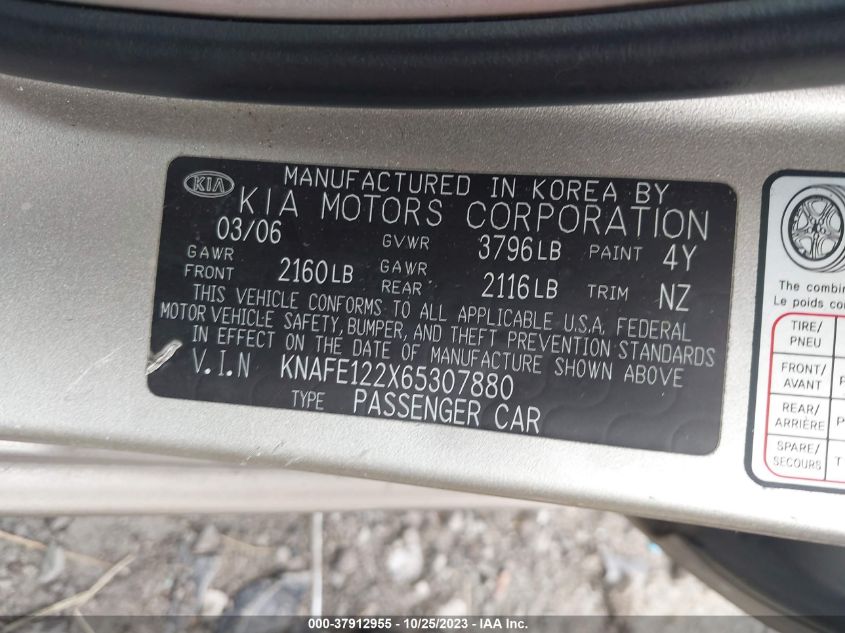 MANUFACTURED IN KOREA BY
KIA KIA MOTORS CORPORATION
03/06 GVWR 3796LB PAINT 4Y
GAWR FRONT 2160LB GAWR REAR 2116LB TRIM NZ
THIS VEHICLE CONFORMS TO ALL APPLICABLE U.S.A. FEDERAL
MOTOR VEHICLE SAFETY, BUMPER, AND THEFT PREVENTION STANDARDS
IN EFFECT ON THE DATE OF MANUFACTURE SHOWN ABOVE
V.I.N KNAFE122X65307880
TYPE PASSENGER CAR
The combin
Le poids co
TIRE/
PNEU
FRONT/
AVANT
REAR/
ARRIÈRE
SPARE/
SECOURS
000-37912955 - 10/25/2023 - IAA Inc.